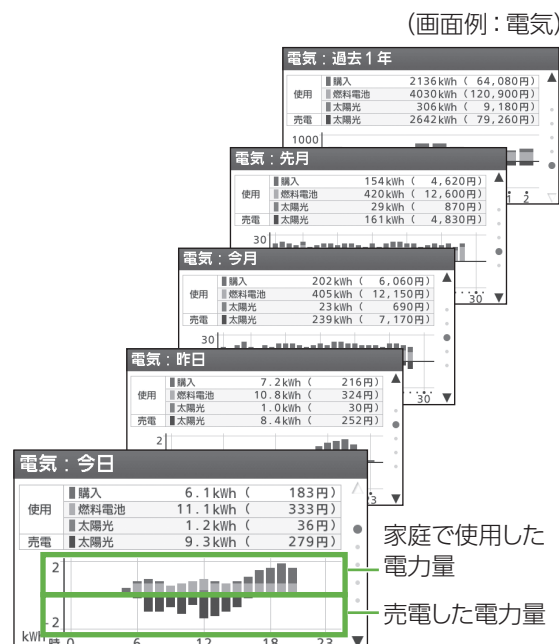 (画面例：電気)
電気：過去1年
使用 購入 2136kWh ( 64,080円)
燃料電池 4030kWh (120,900円)
太陽光 306kWh ( 9,180円)
売電 太陽光 2642kWh ( 79,260円)
1000
1 2
電気：先月
使用 購入 154kWh ( 4,620円)
燃料電池 420kWh ( 12,600円)
太陽光 29kWh ( 870円)
売電 太陽光 161kWh ( 4,830円)
30
30
電気：今月
使用 購入 202kWh ( 6,060円)
燃料電池 405kWh ( 12,150円)
太陽光 23kWh ( 690円)
売電 太陽光 239kWh ( 7,170円)
30
30
電気：昨日
使用 購入 7.2kWh ( 216円)
燃料電池 10.8kWh ( 324円)
太陽光 1.0kWh ( 30円)
売電 太陽光 8.4kWh ( 252円)
2
電気：今日
使用 購入 6.1kWh ( 183円)
燃料電池 11.1kWh ( 333円)
太陽光 1.2kWh ( 36円)
売電 太陽光 9.3kWh ( 279円)
2
-2
kWh
時 0 6 12 18 23
家庭で使用した
電力量
売電した電力量